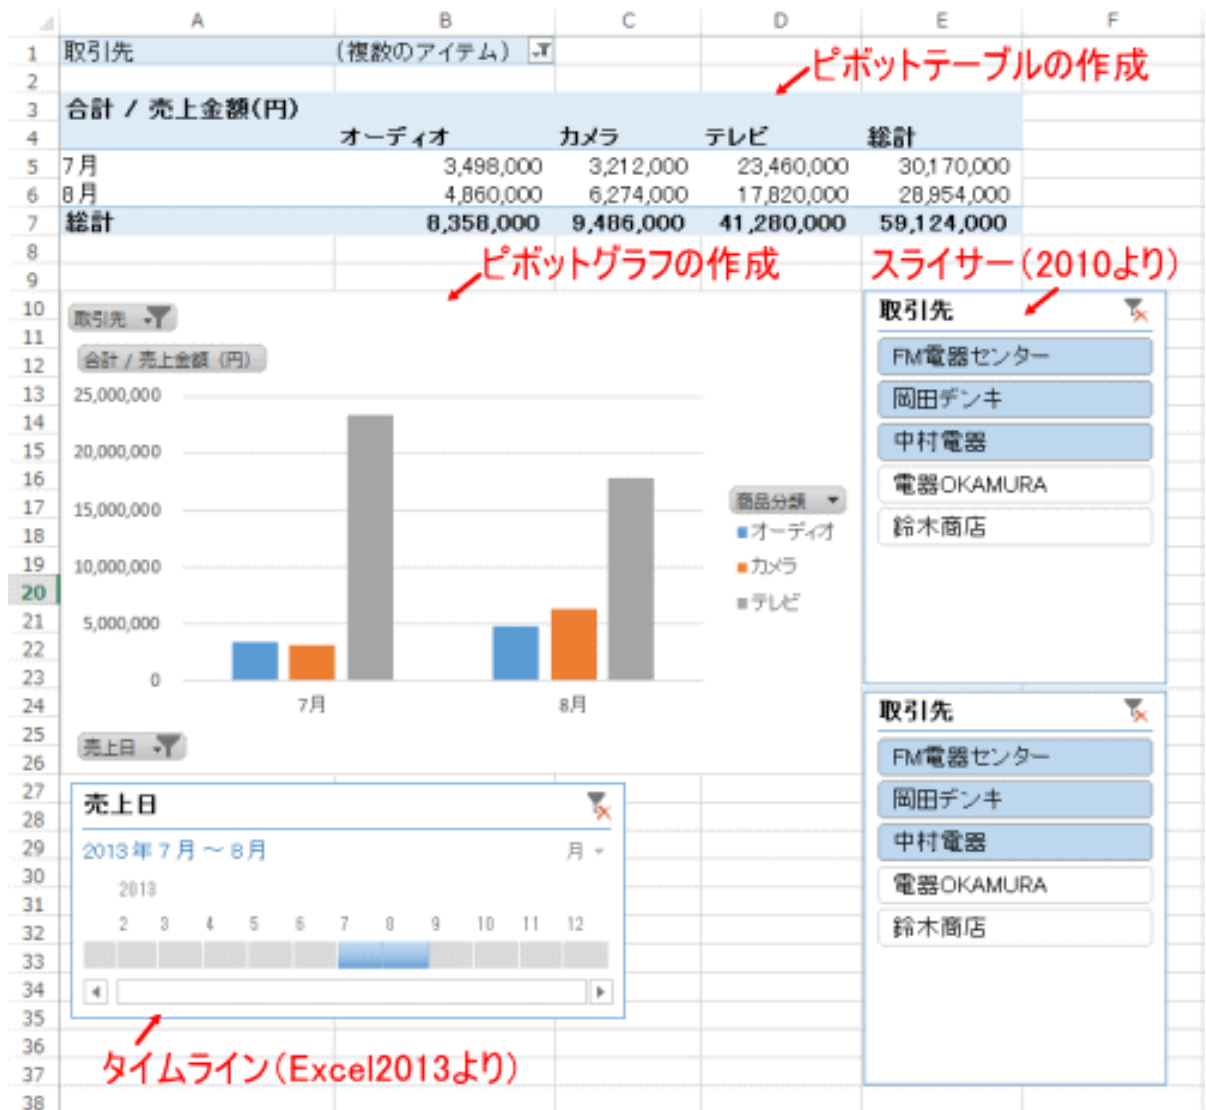 A B C D E F
1 取引先 (複数のアイテム)
ピボットテーブルの作成
2
3 合計 / 売上金額(円)
4 オーディオ カメラ テレビ 総計
5 7月 3,498,000 3,212,000 23,460,000 30,170,000
6 8月 4,860,000 6,274,000 17,820,000 28,954,000
7 総計 8,358,000 9,486,000 41,280,000 59,124,000
8
ピボットグラフの作成 スライサー(2010より)
9
10
11
12
13
14
15
16
17
18
19
20
21
22
23
24
25
26
27
28
29
30
31
32
33
34
35
36
37
38
取引先
合計 / 売上金額 (円)
25,000,000
20,000,000
15,000,000
10,000,000
5,000,000
0
7月 8月
商品分類
オーディオ
カメラ
テレビ
売上日
取引先
FM電器センター
岡田デンキ
中村電器
電器OKAMURA
鈴木商店
取引先
FM電器センター
岡田デンキ
中村電器
電器OKAMURA
鈴木商店
売上日
2013年7月 ～ 8月 月
2013
2 3 4 5 6 7 8 9 10 11 12
タイムライン(Excel2013より)